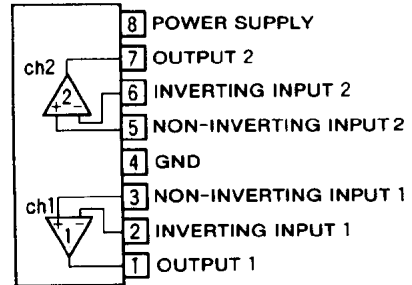 8 POWER SUPPLY
7 OUTPUT 2
ch2
2
+ -
6 INVERTING INPUT 2
5 NON-INVERTING INPUT 2
4 GND
3 NON-INVERTING INPUT 1
ch1
+ -
1
2 INVERTING INPUT 1
1 OUTPUT 1